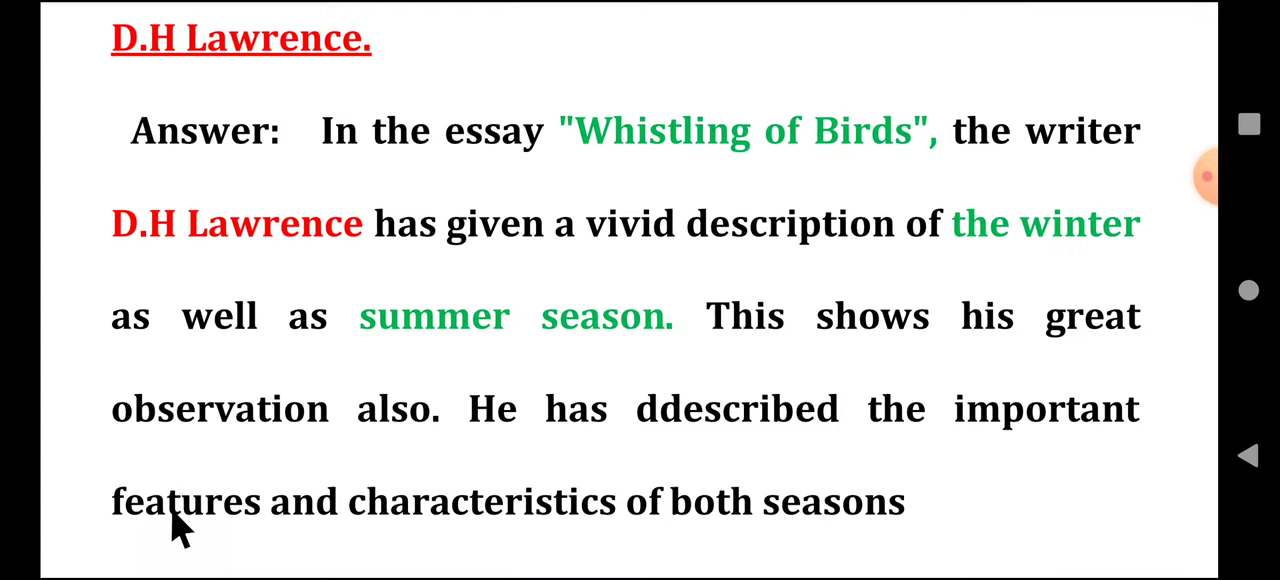 D.H Lawrence.
Answer: In the essay "Whistling of Birds", the writer
D.H Lawrence has given a vivid description of the winter
as well as summer season. This shows his great
observation also. He has ddescribed the important
features and characteristics of both seasons